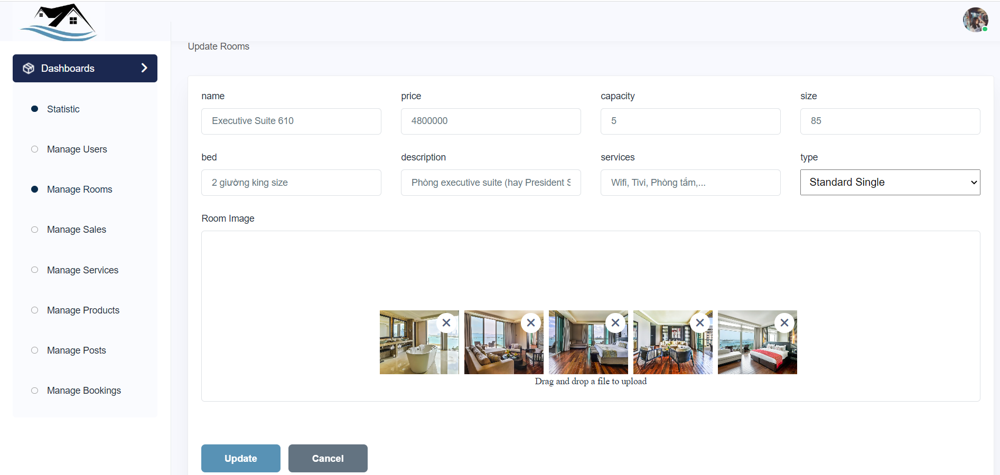 Update Rooms
Dashboards
Statistic
Manage Users
Manage Rooms
Manage Sales
Manage Services
Manage Products
Manage Posts
Manage Bookings
name
price
capacity
size
Executive Suite 610
4800000
5
85
bed
description
services
type
2 giường king size
Phòng executive suite (hay President S
Wifi, Tivi, Phòng tắm,...
Standard Single
Room Image
Drag and drop a file to upload
Update
Cancel